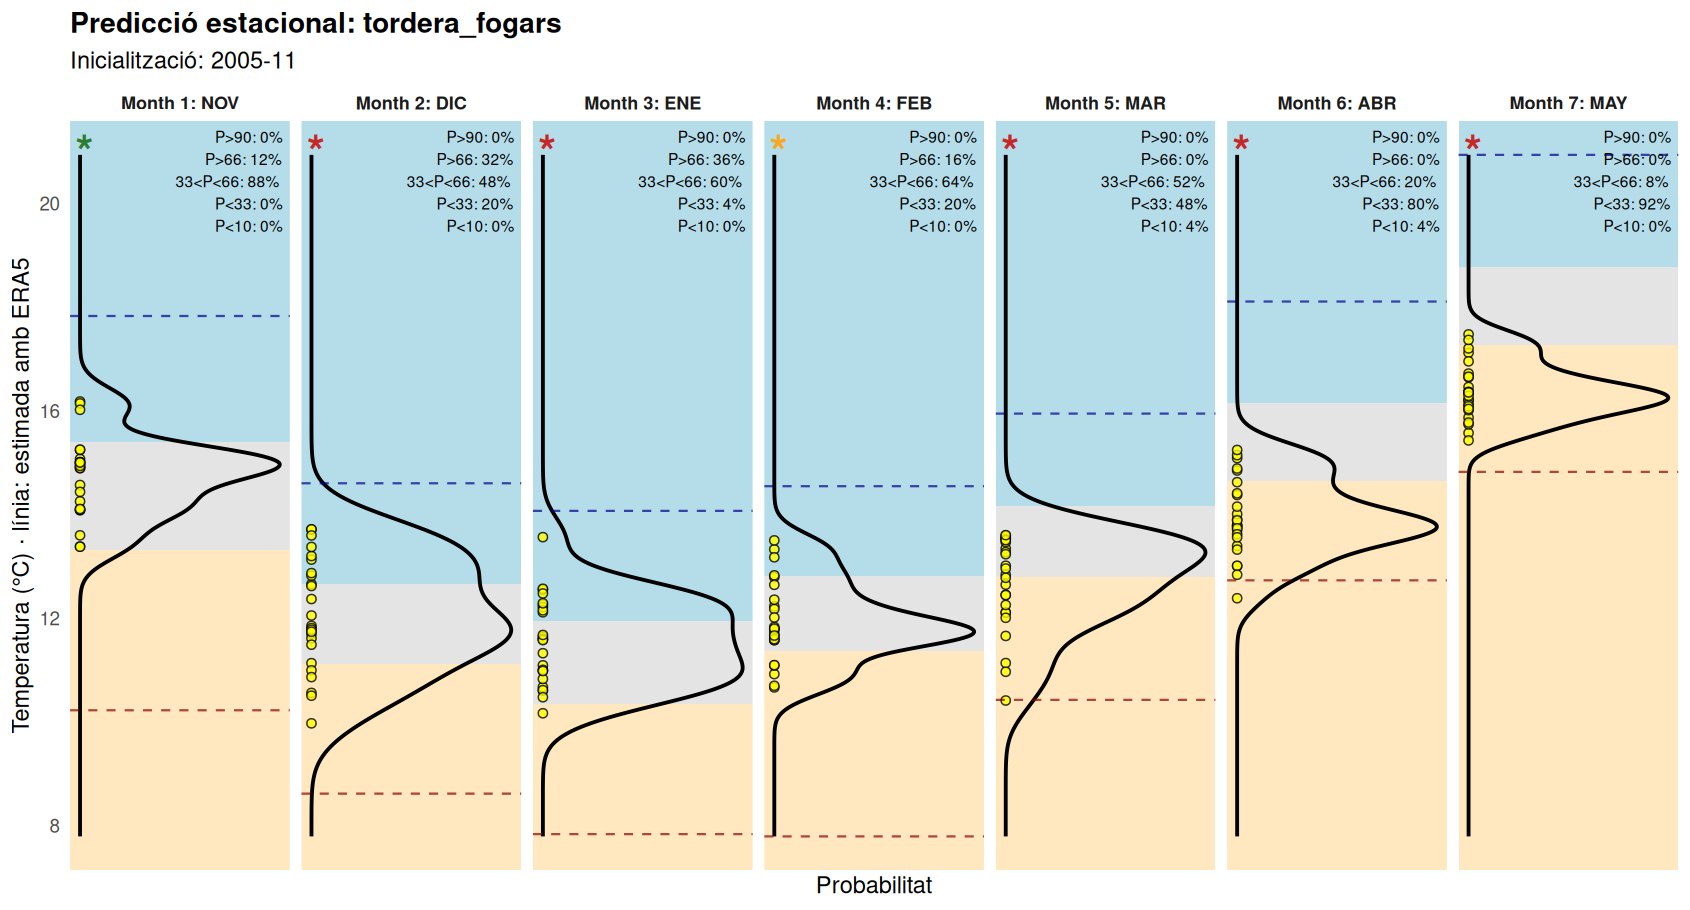 Predicció estacional: tordera_fogars
Inicialització: 2005-11
Month 1: NOV
Month 2: DIC
Month 3: ENE
Month 4: FEB
Month 5: MAR
Month 6: ABR
Month 7: MAY
*
P>90: 0%
P>66: 12%
33<P<66: 88%
P<33: 0%
P<10: 0%
*
P>90: 0%
P>66: 32%
33<P<66: 48%
P<33: 20%
P<10: 0%
*
P>90: 0%
P>66: 36%
33<P<66: 60%
P<33: 4%
P<10: 0%
*
P>90: 0%
P>66: 16%
33<P<66: 64%
P<33: 20%
P<10: 0%
*
P>90: 0%
P>66: 0%
33<P<66: 52%
P<33: 48%
P<10: 4%
*
P>90: 0%
P>66: 0%
33<P<66: 20%
P<33: 80%
P<10: 4%
*
P>90: 0%
P>66: 0%
33<P<66: 8%
P<33: 92%
P<10: 0%
20
16
12
8
Temperatura (°C) · línia: estimada amb ERA5
Probabilitat